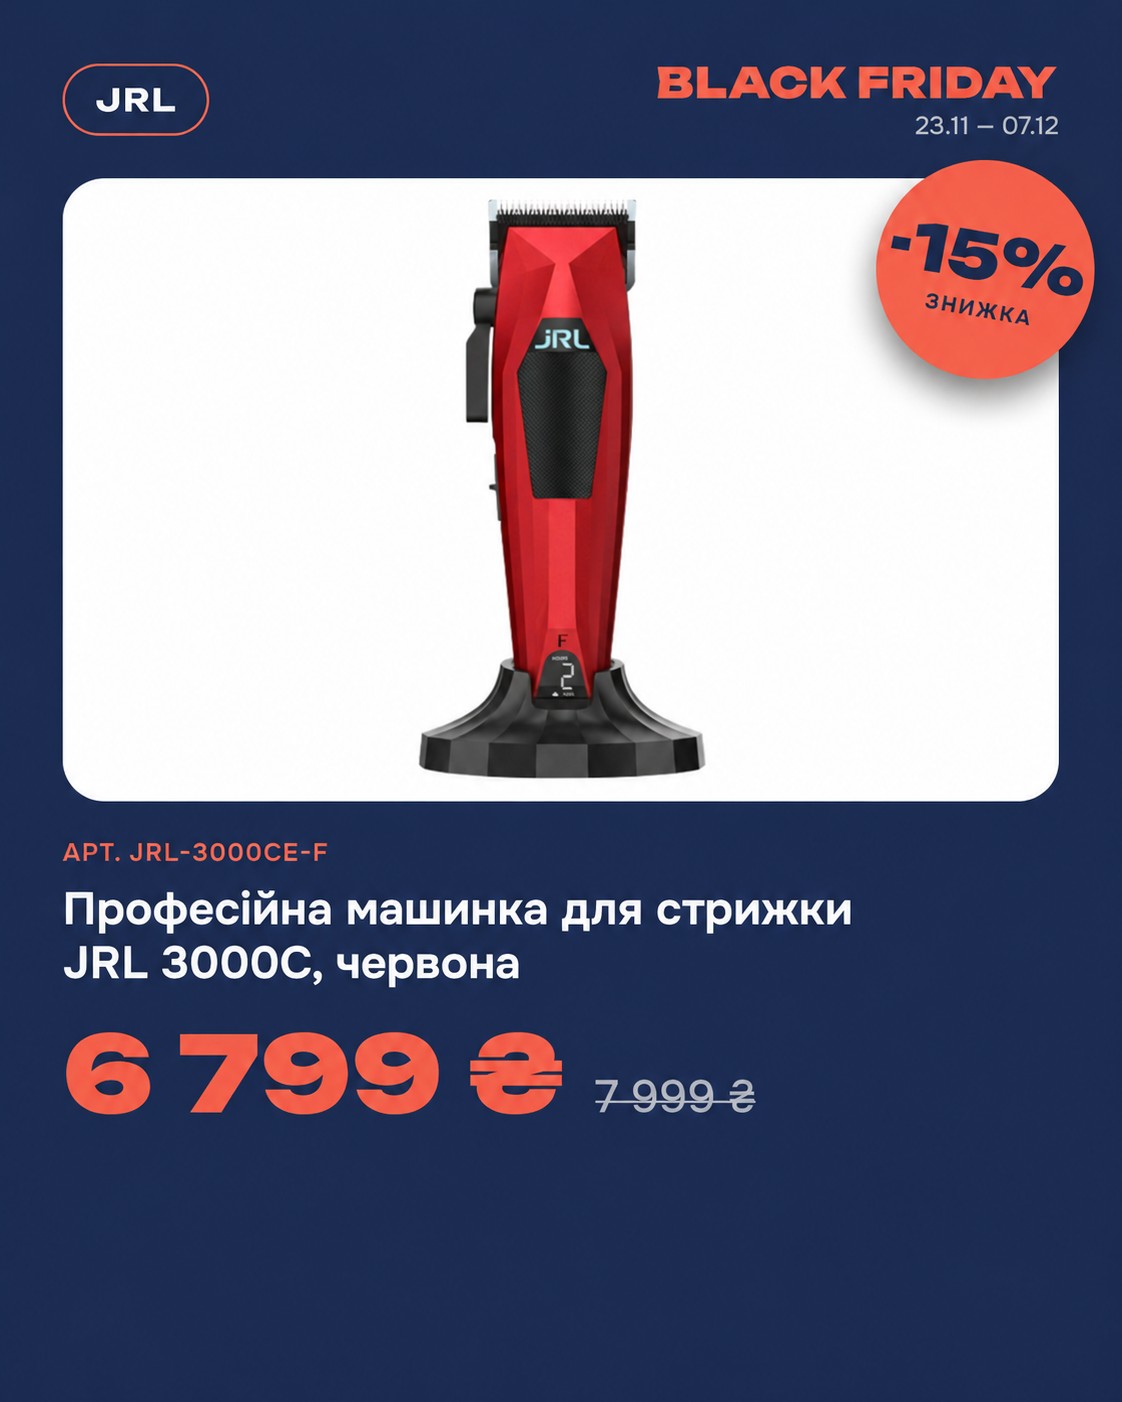 JRL
BLACK FRIDAY
23.11 – 07.12
-15%
ЗНИЖКА
jRL
F
HOURS
2
АРТ. JRL-3000CE-F
Професійна машинка для стрижки
JRL 3000C, червона
6 799 ₴ 7 999 ₴